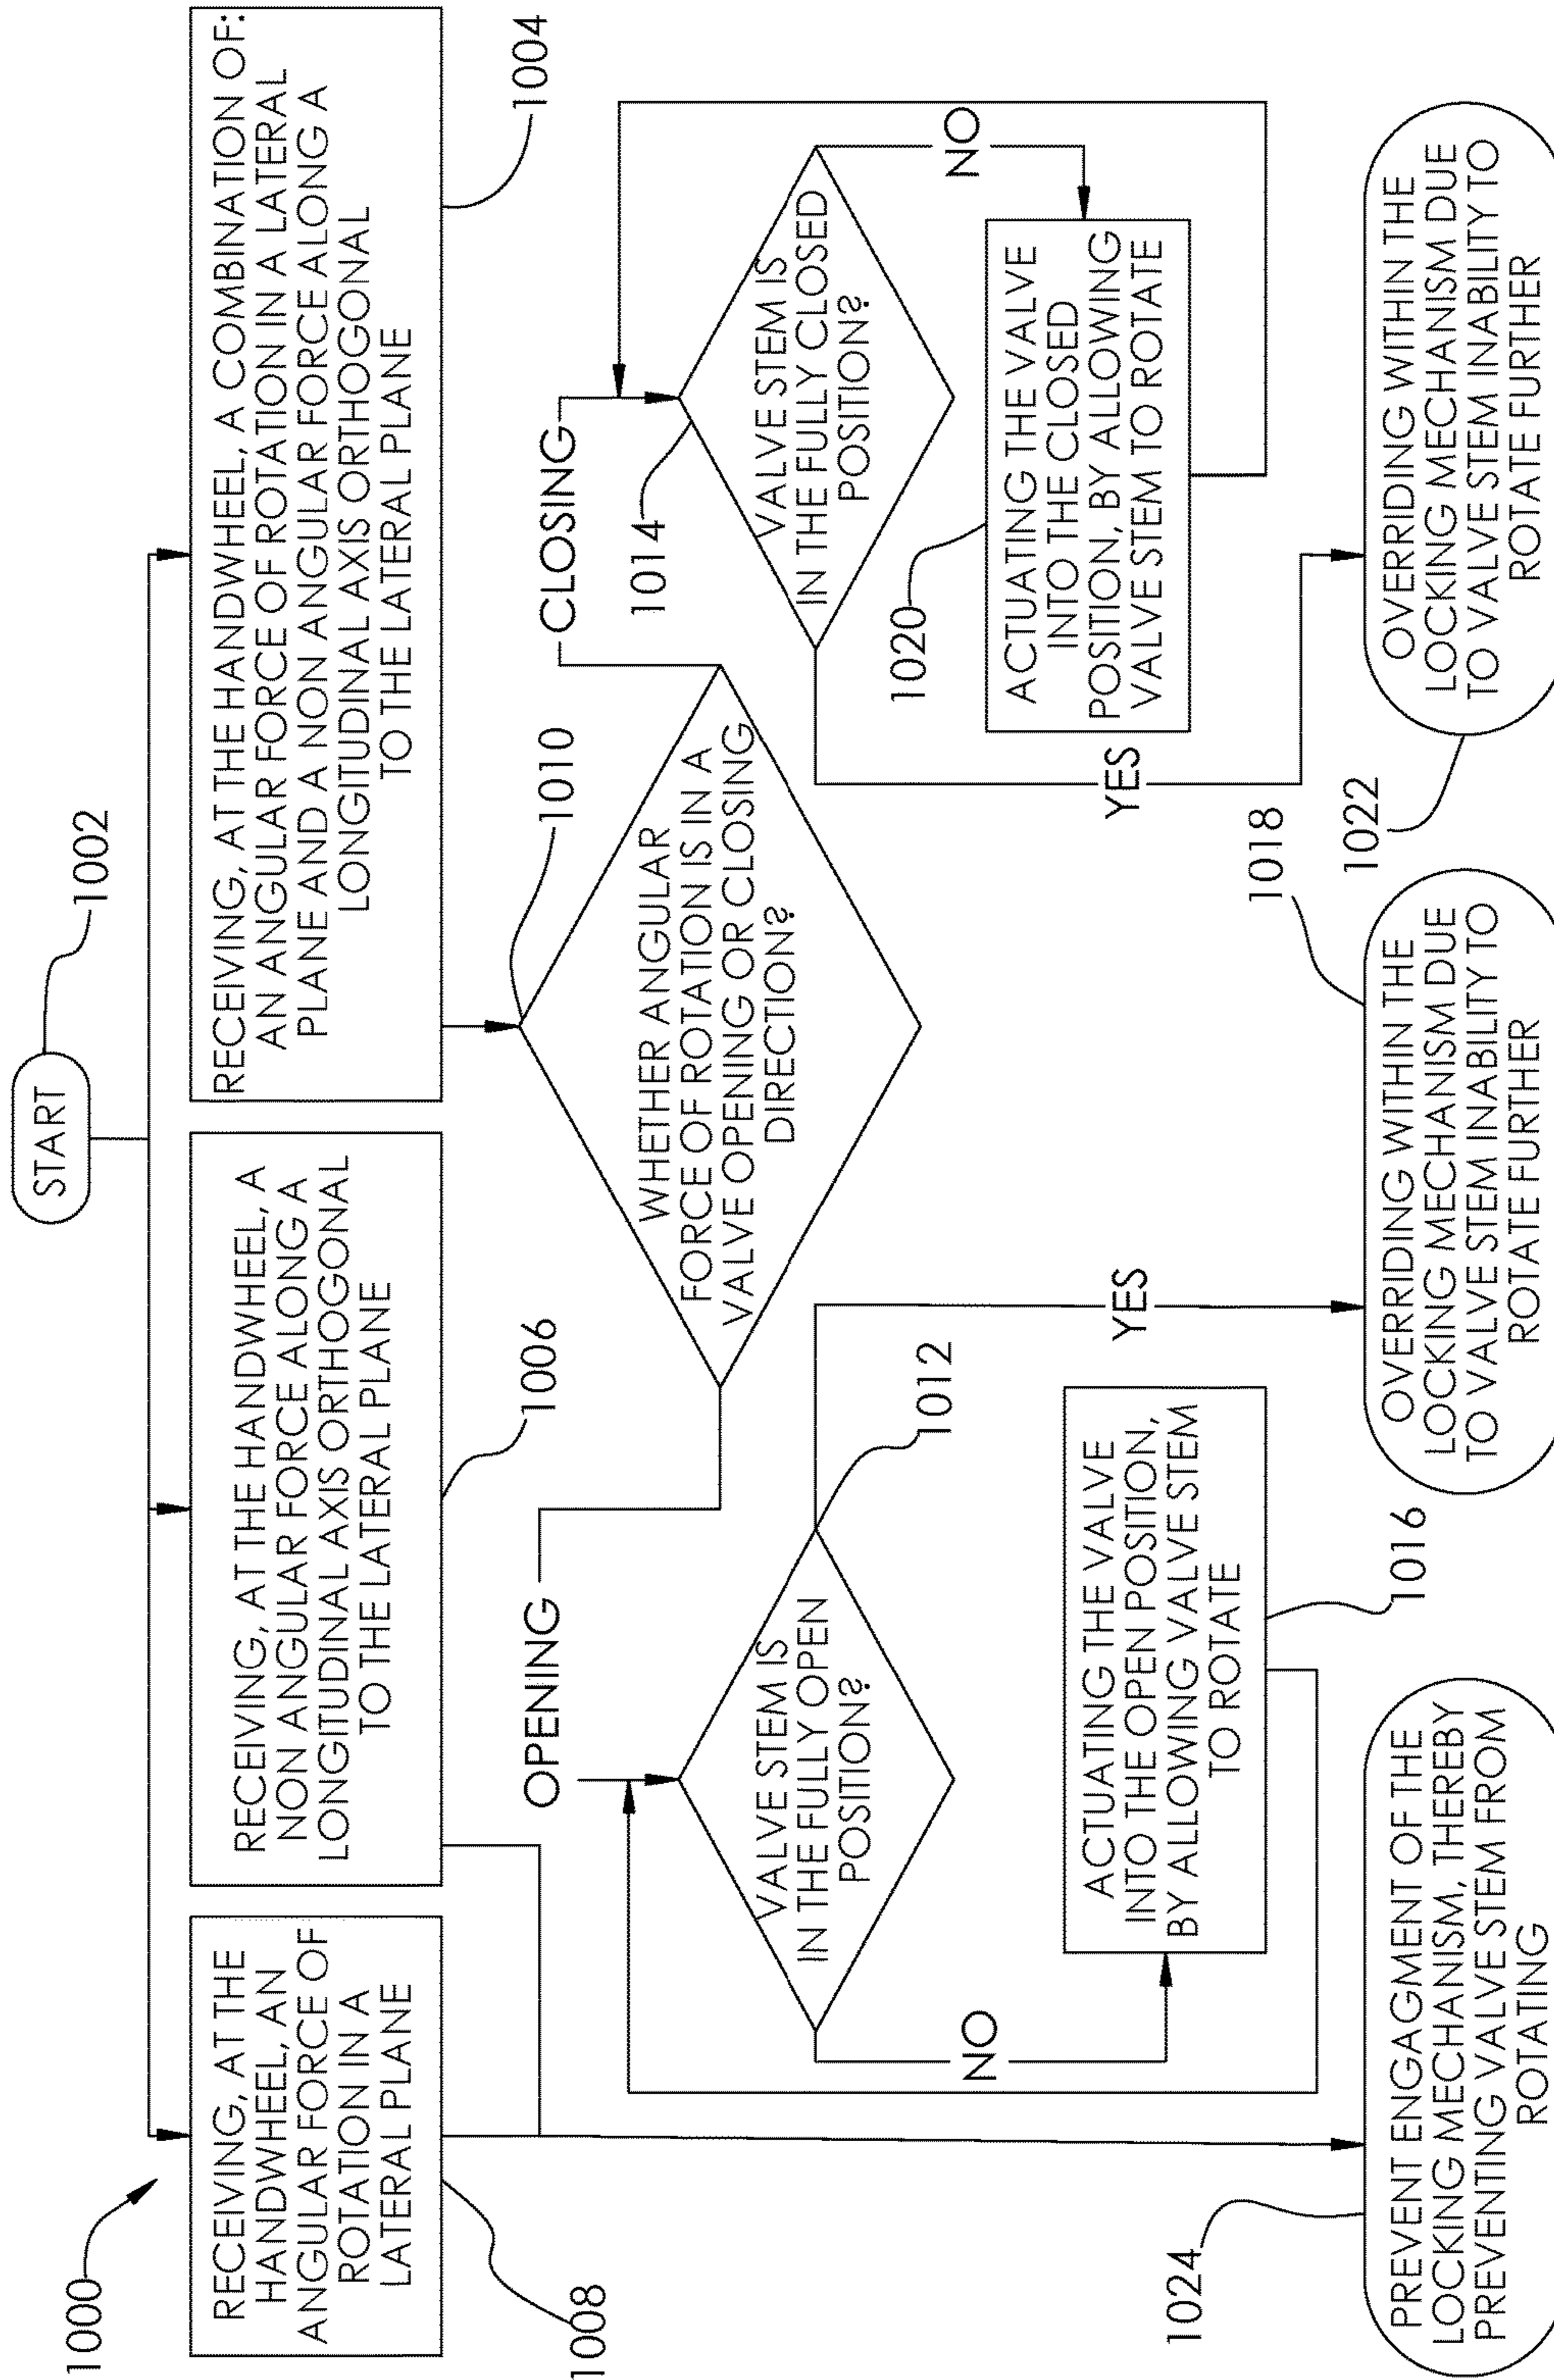 1000
START
1002
RECEIVING, AT THE
HANDWHEEL, AN
ANGULAR FORCE OF
ROTATION IN A
LATERAL PLANE
1008
RECEIVING, AT THE HANDWHEEL, A
NON ANGULAR FORCE ALONG A
LONGITUDINAL AXIS ORTHOGONAL
TO THE LATERAL PLANE
1006
RECEIVING, AT THE HANDWHEEL, A COMBINATION OF:
AN ANGULAR FORCE OF ROTATION IN A LATERAL
PLANE AND A NON ANGULAR FORCE ALONG A
LONGITUDINAL AXIS ORTHOGONAL
TO THE LATERAL PLANE
1004
WHETHER ANGULAR
FORCE OF ROTATION IS IN A
VALVE OPENING OR CLOSING
DIRECTION?
1010
OPENING
CLOSING
VALVE STEM IS
IN THE FULLY OPEN
POSITION?
1012
VALVE STEM IS
IN THE FULLY CLOSED
POSITION?
1014
NO
YES
ACTUATING THE VALVE
INTO THE OPEN POSITION,
BY ALLOWING VALVE STEM
TO ROTATE
1016
YES
NO
ACTUATING THE VALVE
INTO THE CLOSED
POSITION, BY ALLOWING
VALVE STEM TO ROTATE
1020
PREVENT ENGAGMENT OF THE
LOCKING MECHANISM, THEREBY
PREVENTING VALVE STEM FROM
ROTATING
1024
OVERRIDING WITHIN THE
LOCKING MECHANISM DUE
TO VALVE STEM INABILITY TO
ROTATE FURTHER
1018
OVERRIDING WITHIN THE
LOCKING MECHANISM DUE
TO VALVE STEM INABILITY TO
ROTATE FURTHER
1022